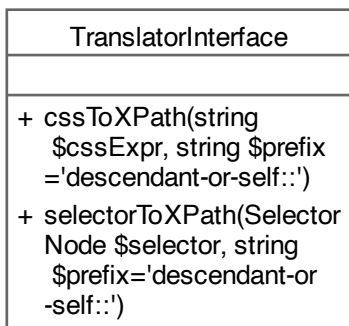 TranslatorInterface
+ cssToXPath(string
$cssExpr, string $prefix
='descendant-or-self::')
+ selectorToXPath(Selector
Node $selector, string
$prefix='descendant-or
-self::')